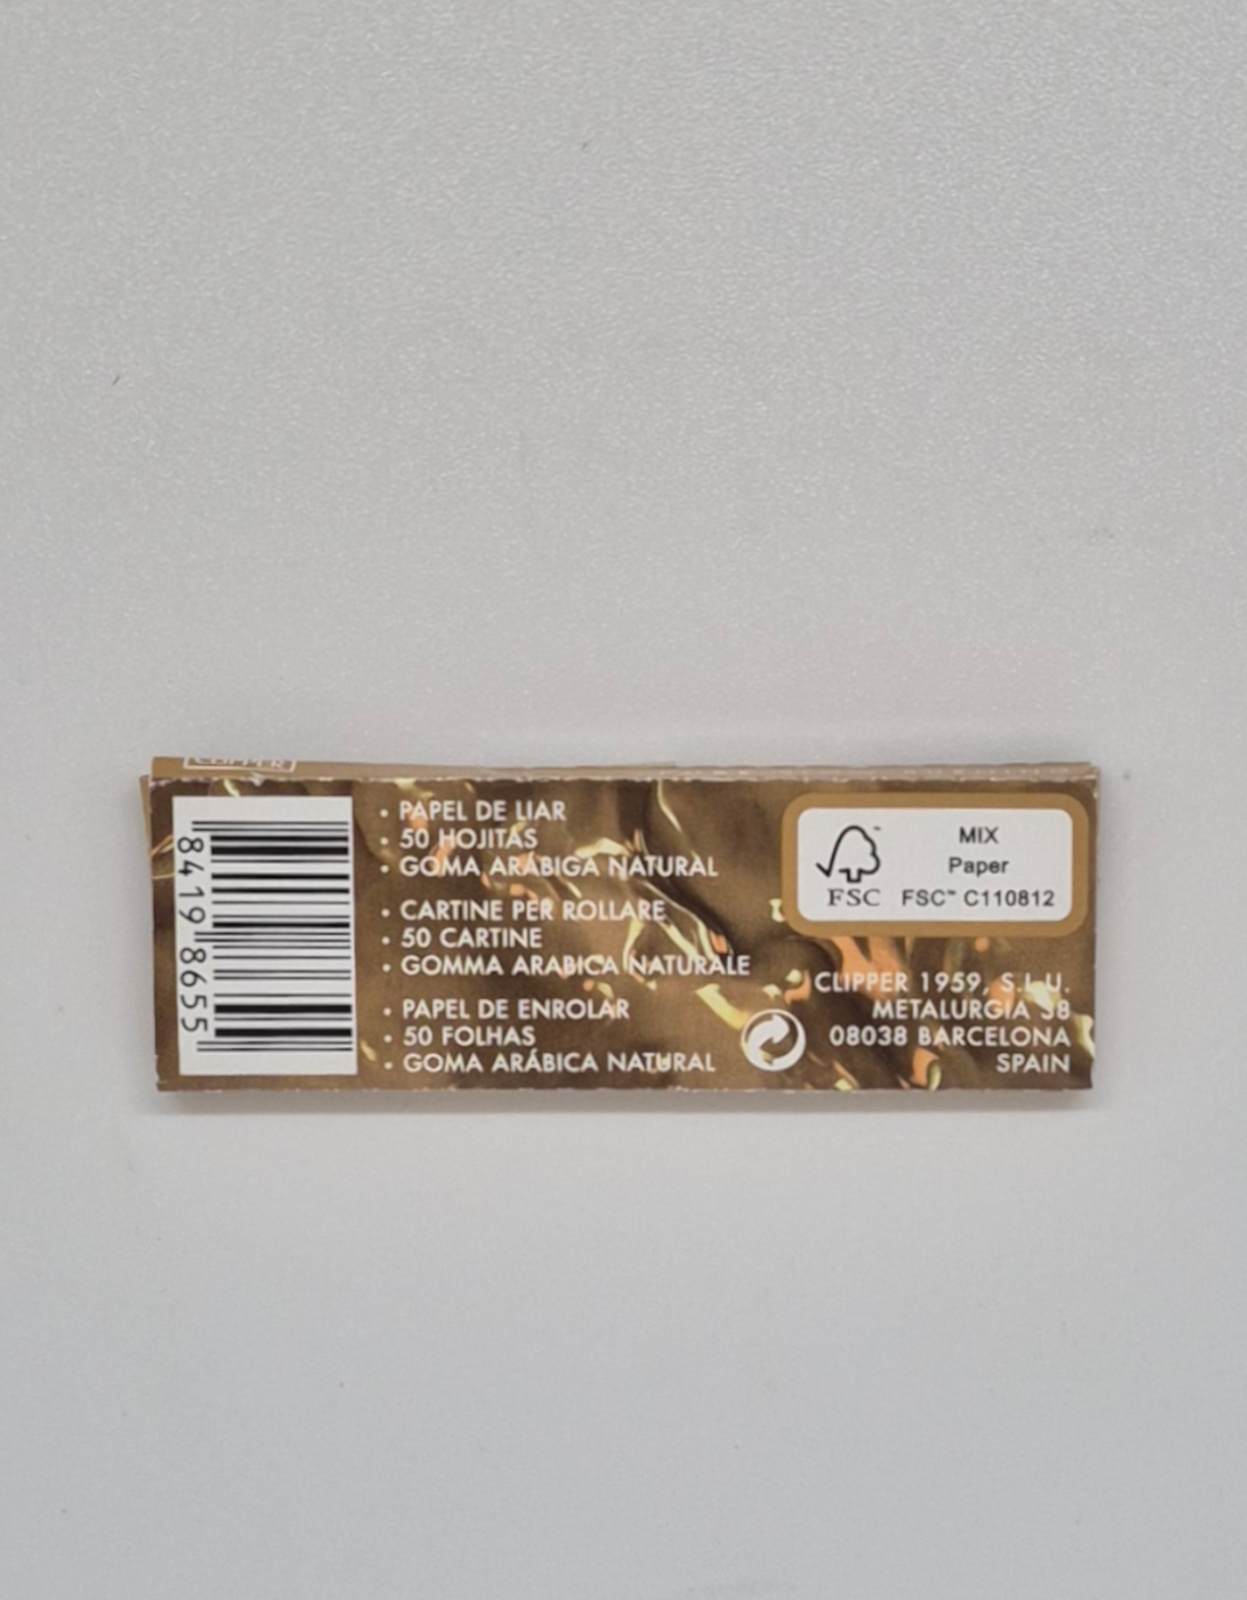 CLIPPER
8419 8655
• PAPEL DE LIAR
• 50 HOJITAS
• GOMA ARÁBIGA NATURAL
• CARTINE PER ROLLARE
• 50 CARTINE
• GOMMA ARABICA NATURALE
• PAPEL DE ENROLAR
• 50 FOLHAS
• GOMA ARÁBICA NATURAL
FSC
MIX
Paper
FSC™ C110812
CLIPPER 1959, S.L.U.
METALURGIA 38
08038 BARCELONA
SPAIN